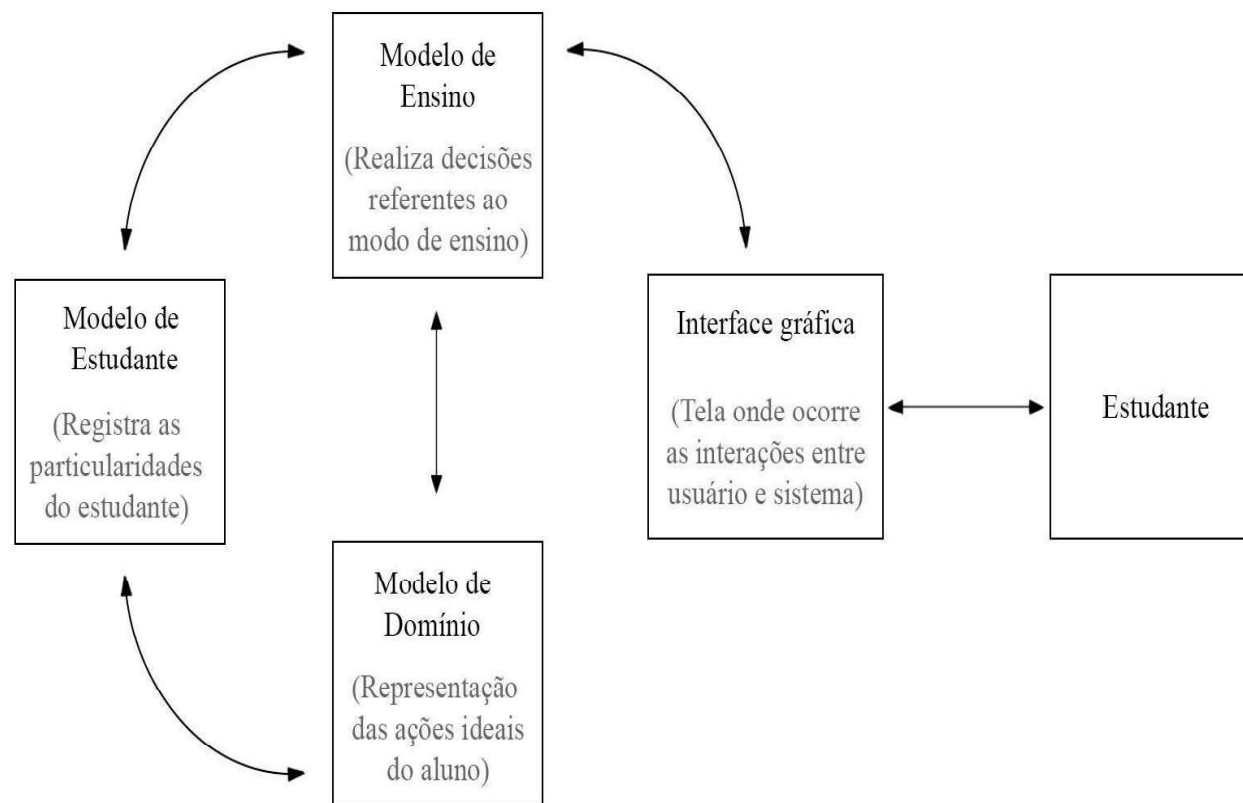 Modelo de
Ensino
(Realiza decisões
referentes ao
modo de ensino)
Modelo de
Estudante
(Registra as
particularidades
do estudante)
Interface gráfica
(Tela onde ocorre
as interações entre
usuário e sistema)
Estudante
Modelo de
Domínio
(Representação
das ações ideais
do aluno)